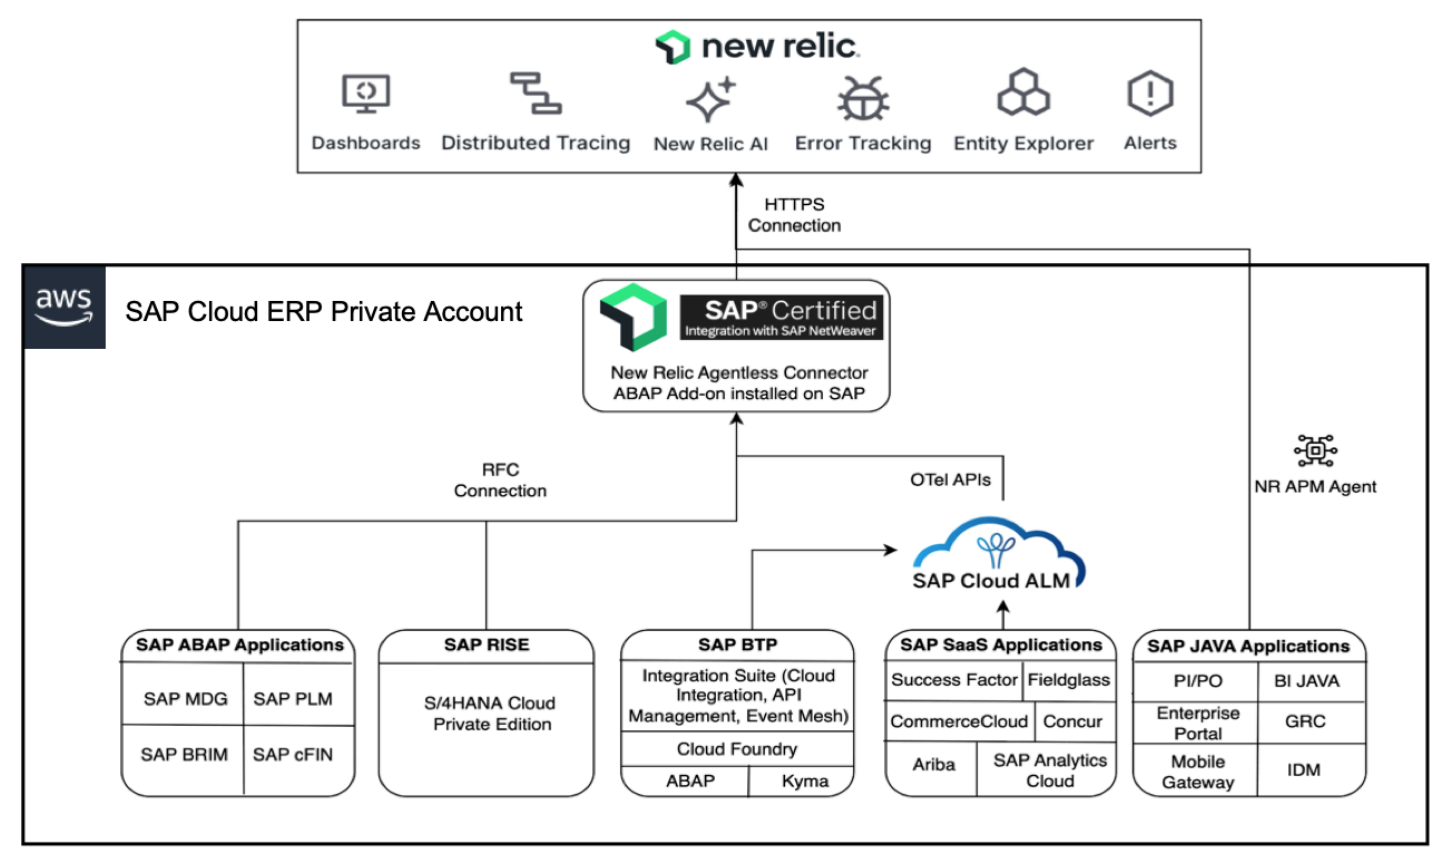 new relic.
Dashboards
Distributed Tracing
New Relic AI
Error Tracking
Entity Explorer
Alerts
HTTPS
Connection
aws
SAP Cloud ERP Private Account
SAP® Certified
Integration with SAP NetWeaver
New Relic Agentless Connector
ABAP Add-on installed on SAP
RFC
Connection
OTel APIs
NR APM Agent
SAP Cloud ALM
SAP ABAP Applications
SAP MDG
SAP PLM
SAP BRIM
SAP cFIN
SAP RISE
S/4HANA Cloud
Private Edition
SAP BTP
Integration Suite (Cloud
Integration, API
Management, Event Mesh)
Cloud Foundry
ABAP
Kyma
SAP SaaS Applications
Success Factor
Fieldglass
CommerceCloud
Concur
Ariba
SAP Analytics
Cloud
SAP JAVA Applications
PI/PO
BI JAVA
Enterprise
Portal
GRC
Mobile
Gateway
IDM